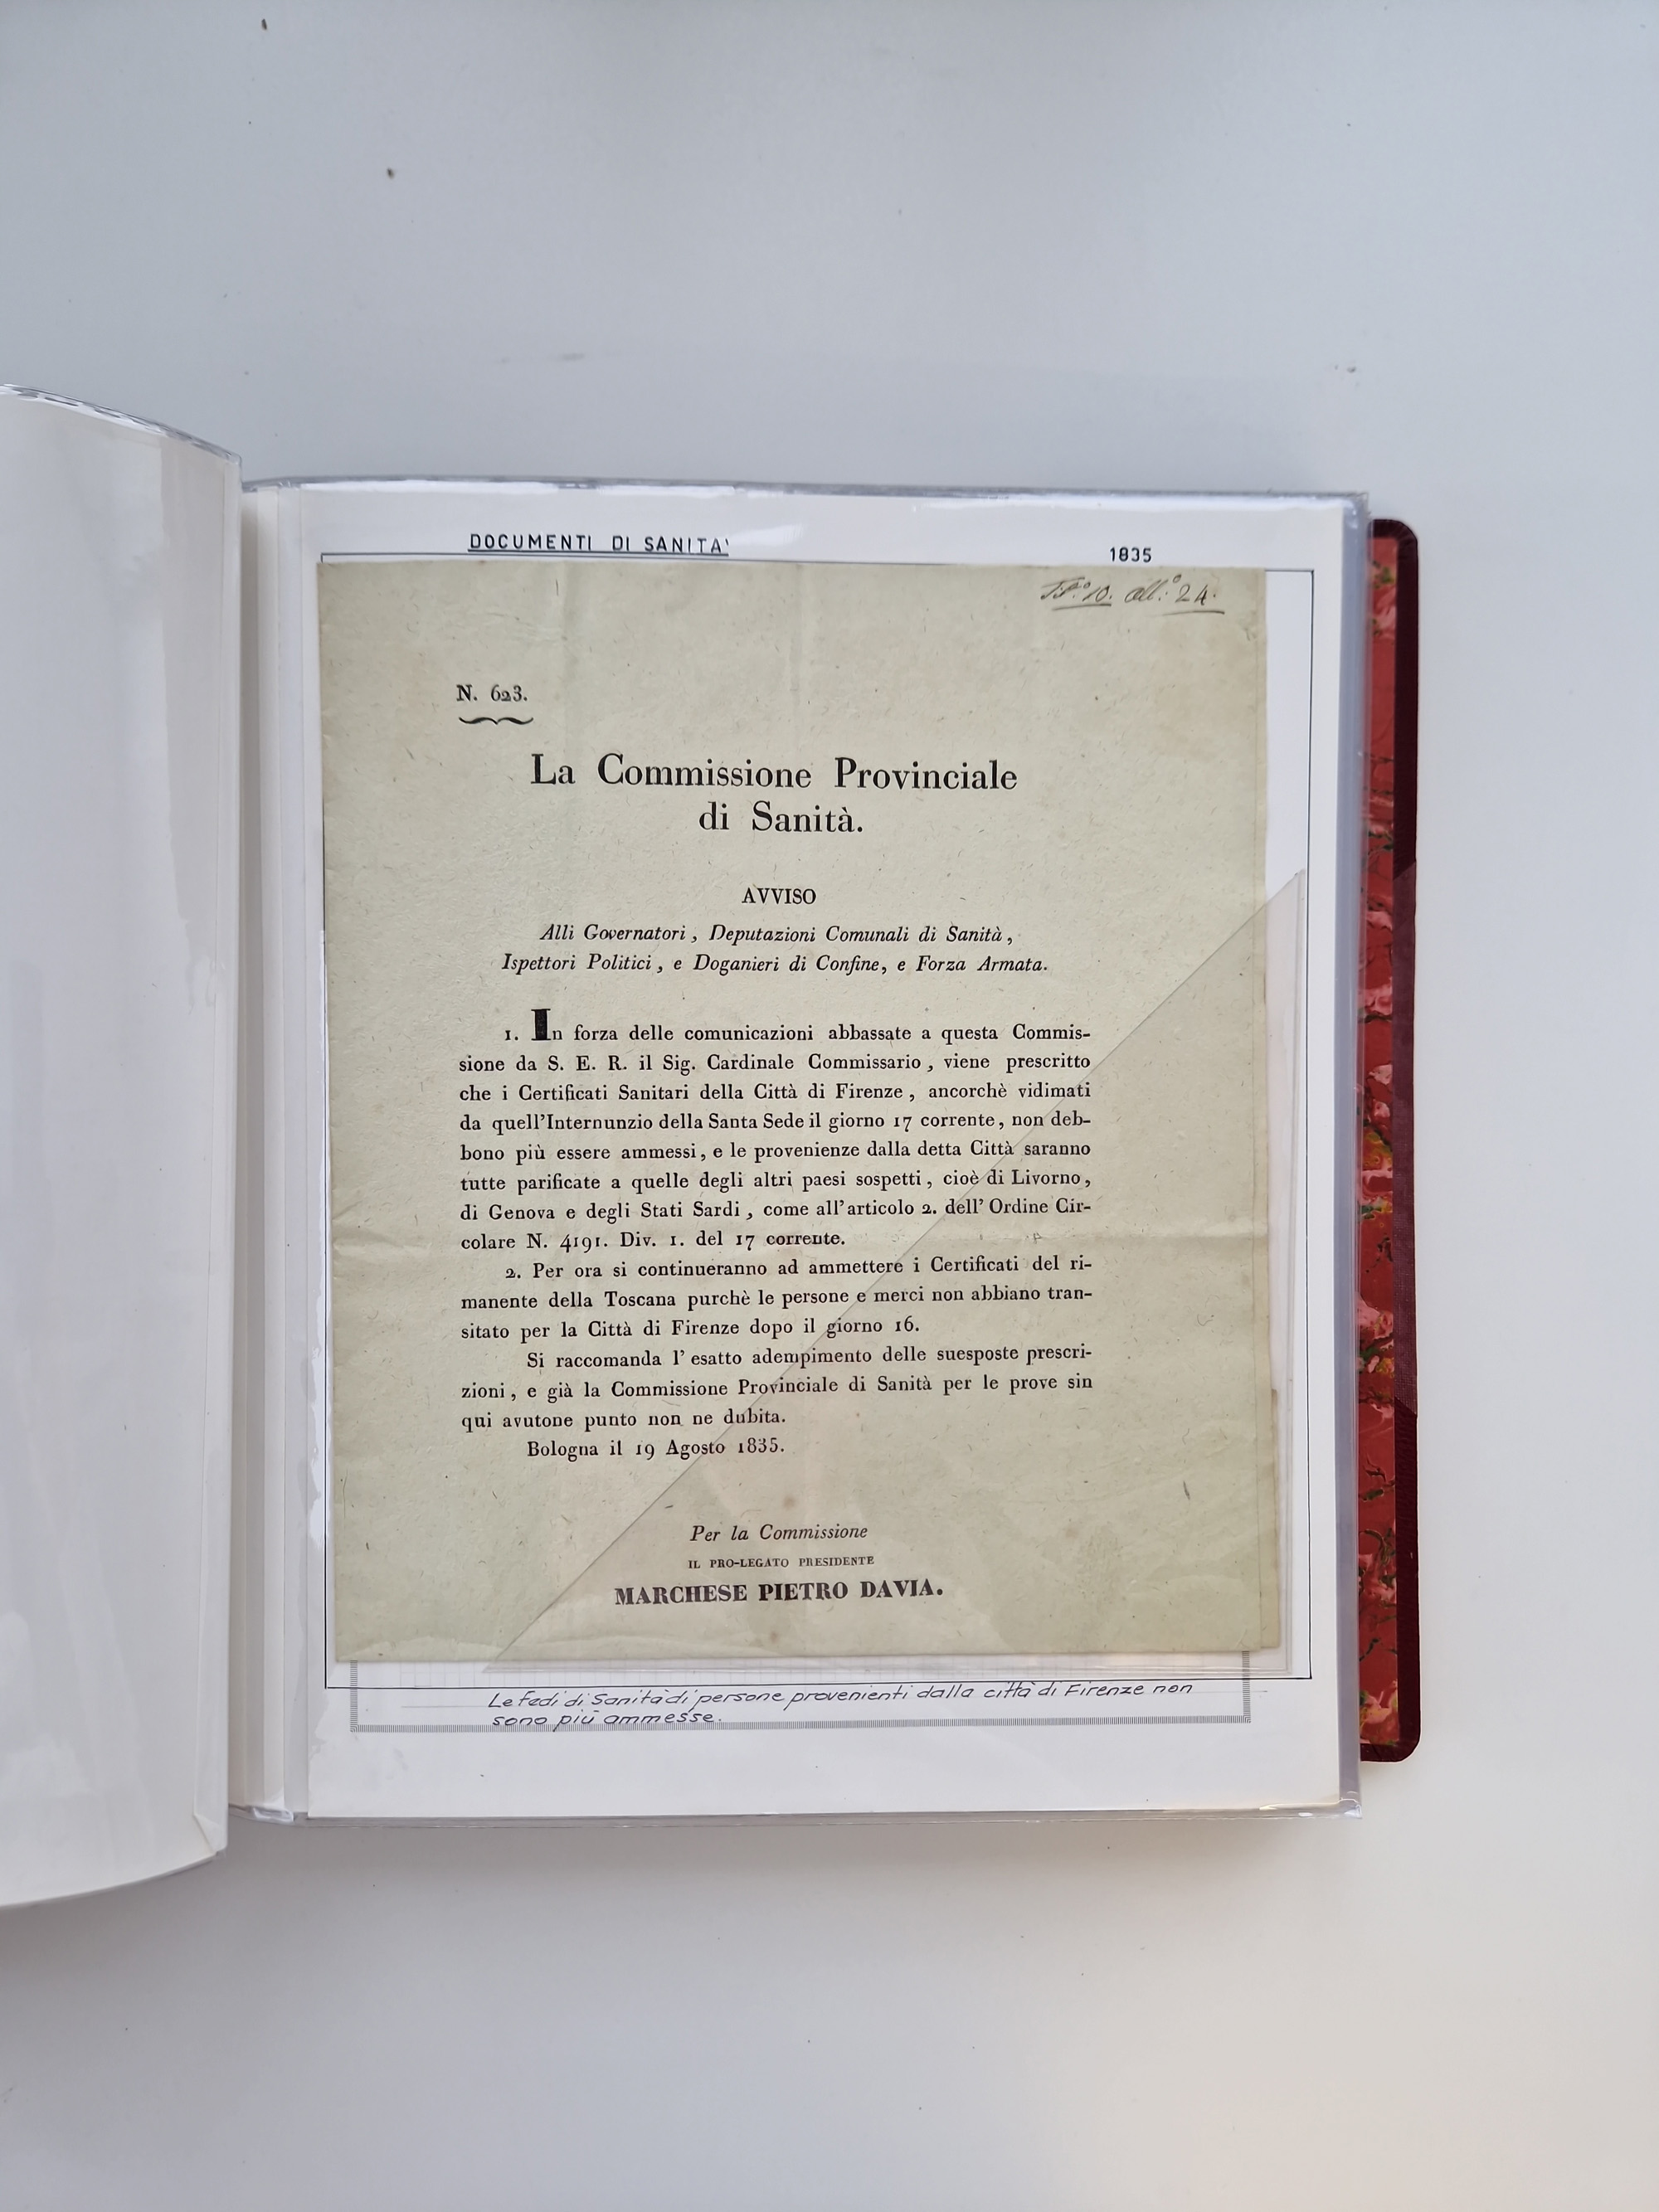 DOCUMENTI DI SANITA'
1835
10. all.° 24.
N. 623.
La Commissione Provinciale
di Sanità.
AVVISO
Alli Governatori, Deputazioni Comunali di Sanità,
Ispettori Politici, e Doganieri di Confine, e Forza Armata.
1. In forza delle comunicazioni abbassate a questa Commis-
sione da S. E. R. il Sig. Cardinale Commissario, viene prescritto
che i Certificati Sanitari della Città di Firenze, ancorchè vidimati
da quell'Internunzio della Santa Sede il giorno 17 corrente, non deb-
bono più essere ammessi, e le provenienze dalla detta Città saranno
tutte parificate a quelle degli altri paesi sospetti, cioè di Livorno,
di Genova e degli Stati Sardi, come all'articolo 2. dell'Ordine Cir-
colare N. 4191. Div. 1. del 17 corrente.
2. Per ora si continueranno ad ammettere i Certificati del ri-
manente della Toscana purchè le persone e merci non abbiano tran-
sitato per la Città di Firenze dopo il giorno 16.
Si raccomanda l'esatto adempimento delle suesposte prescri-
zioni, e già la Commissione Provinciale di Sanità per le prove sin
qui avutone punto non ne dubita.
Bologna il 19 Agosto 1835.
Per la Commissione
IL PRO-LEGATO PRESIDENTE
MARCHESE PIETRO DAVIA.
Le Fedi di Sanità di persone provenienti dalla città di Firenze non
sono più ammesse.